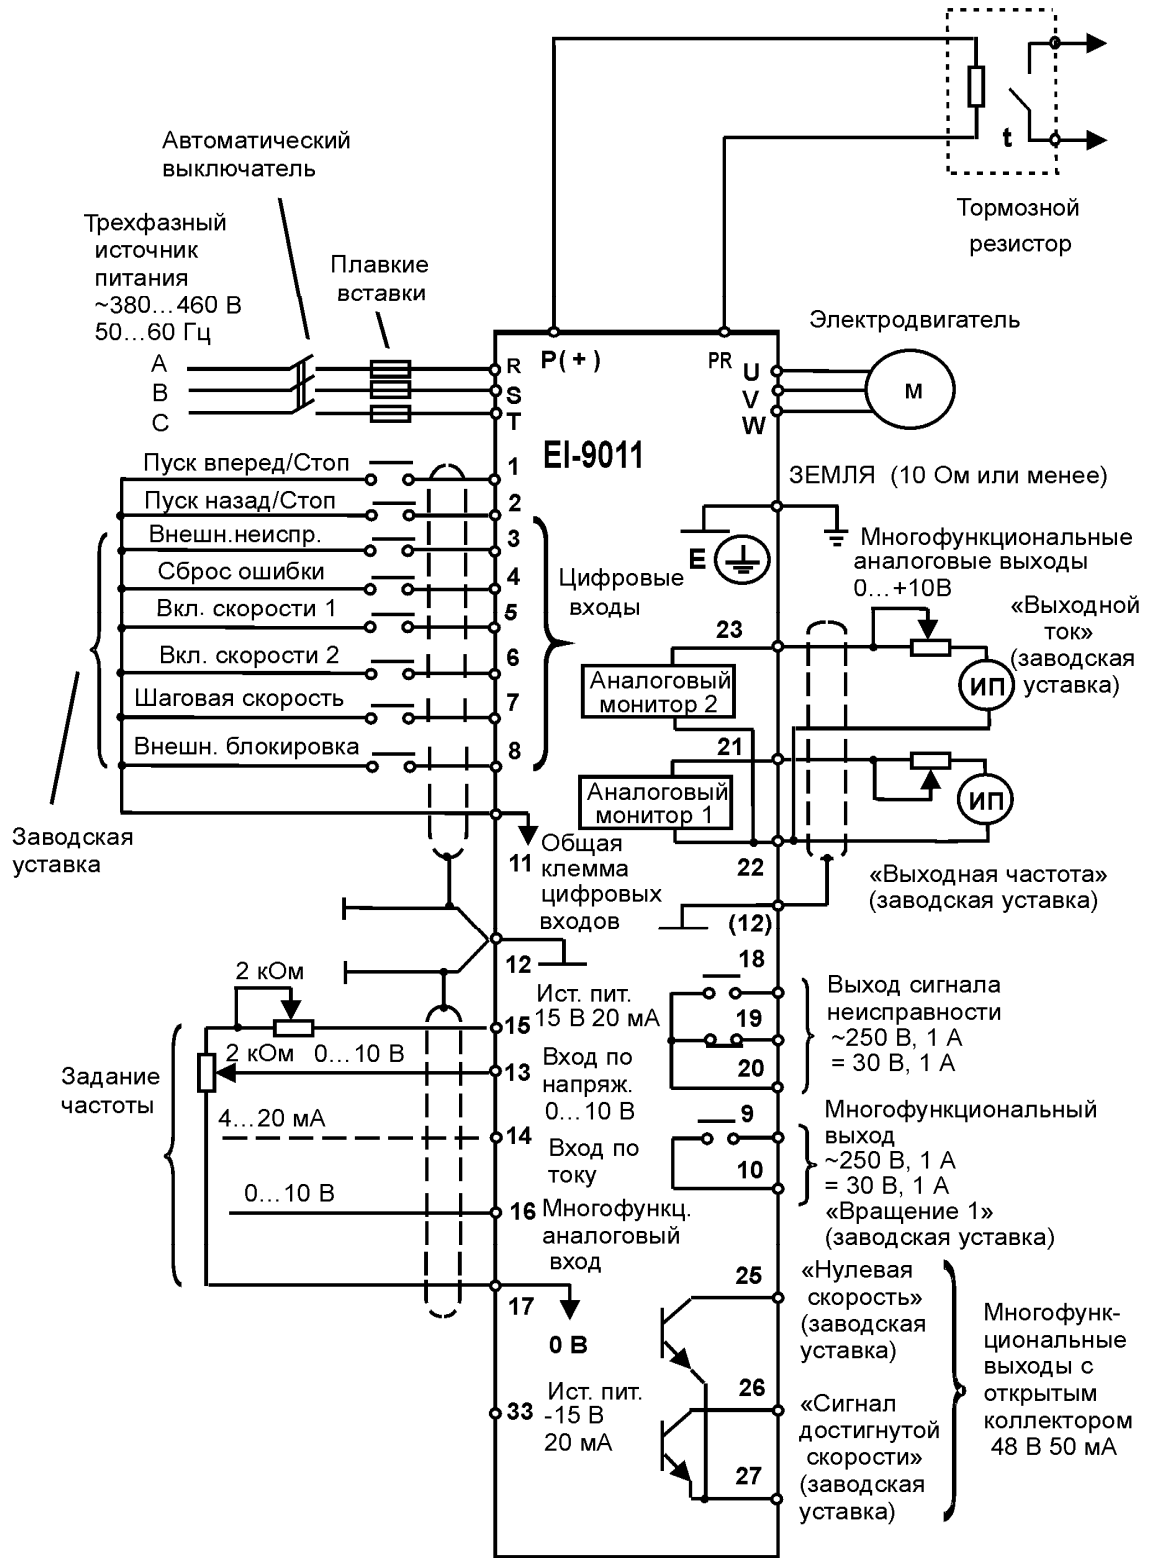 t
Тормозной
резистор
Автоматический
выключатель
Трехфазный
источник
питания
~380...460 В
50...60 Гц
Плавкие
вставки
Электродвигатель
A
B
C
R
S
T
P( + )
PR
U
V
W
М
EI-9011
Пуск вперед/Стоп
1
Пуск назад/Стоп
2
Внешн.неиспр.
3
Сброс ошибки
4
Вкл. скорости 1
5
Вкл. скорости 2
6
Шаговая скорость
7
Внешн. блокировка
8
Цифровые
входы
Заводская
уставка
11
Общая
клемма
цифровых
входов
ЗЕМЛЯ (10 Ом или менее)
E
Многофункциональные
аналоговые выходы
0...+10В
«Выходной
ток»
(заводская
уставка)
23
Аналоговый
монитор 2
ИП
21
Аналоговый
монитор 1
ИП
22
«Выходная частота»
(заводская уставка)
(12)
12
2 кОм
Ист. пит.
15 В 20 мА
15
2 кОм
0...10 В
13
Вход по
напряж.
0...10 В
Задание
частоты
4...20 мА
14
Вход по
току
0...10 В
16
Многофункц.
аналоговый
вход
17
0 В
33
Ист. пит.
-15 В
20 мА
18
19
20
Выход сигнала
неисправности
~250 В, 1 А
= 30 В, 1 А
9
10
Многофункциональный
выход
~250 В, 1 А
= 30 В, 1 А
«Вращение 1»
(заводская уставка)
25
«Нулевая
скорость»
(заводская
уставка)
26
«Сигнал
достигнутой
скорости»
(заводская
уставка)
27
Многофунк-
циональные
выходы с
открытым
коллектором
48 В 50 мА